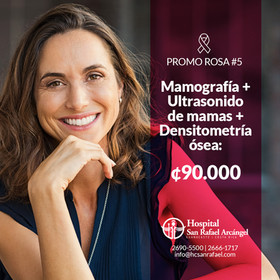 PROMO ROSA #5
Mamografía +
Ultrasonido
de mamas +
Densitometría
ósea:
¢90.000
Hospital
San Rafael Arcángel
2690-5500 | 2666-1717
info@hcsanrafael.com